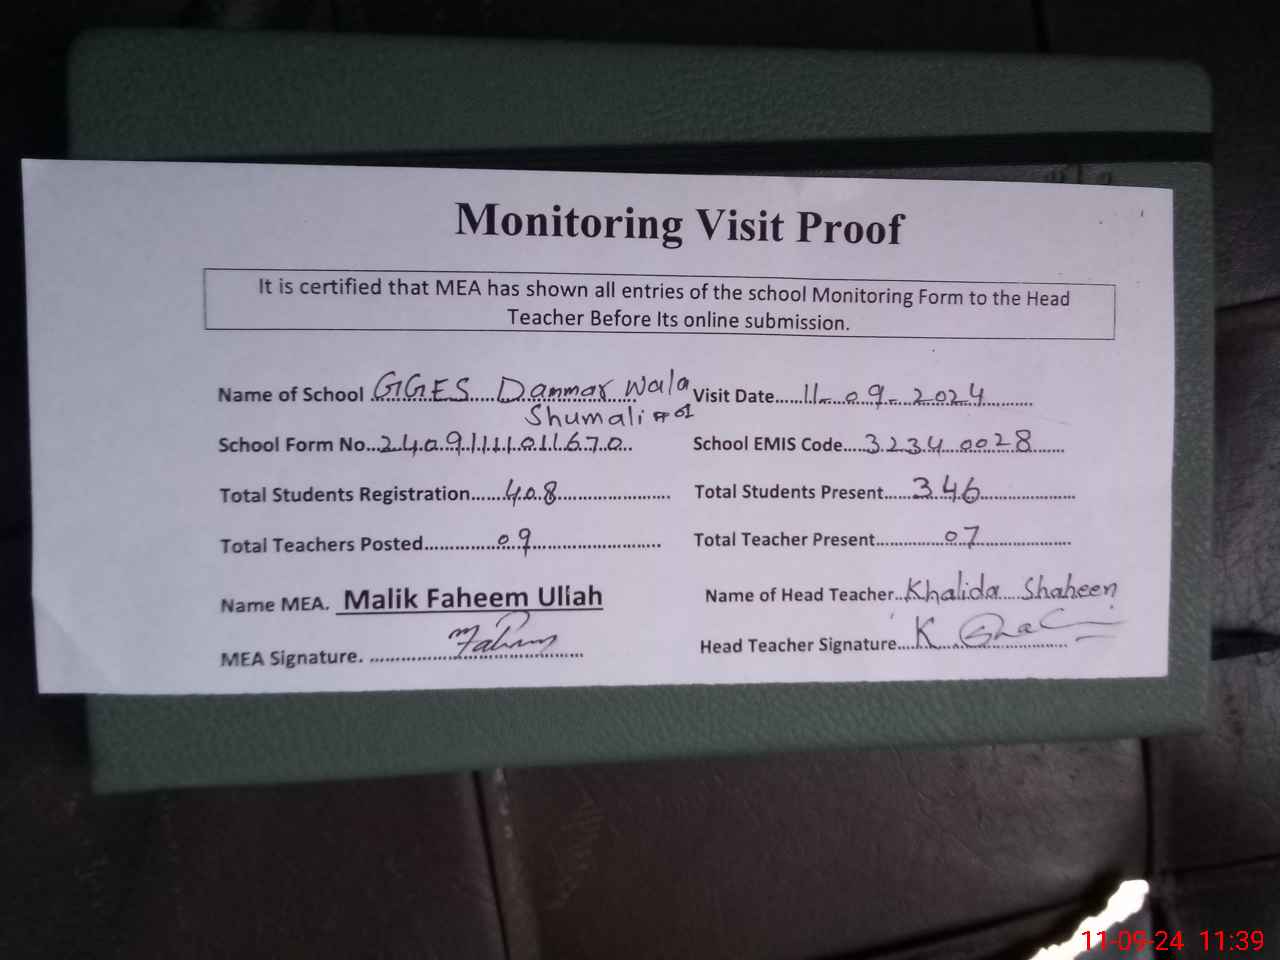 Monitoring Visit Proof
It is certified that MEA has shown all entries of the school Monitoring Form to the Head
Teacher Before Its online submission.
Name of School GGES Dammar Wala Visit Date 11-09-2024
Shumali # 01
School Form No 24091111011670 School EMIS Code 32340028
Total Students Registration 408 Total Students Present 346
Total Teachers Posted 09 Total Teacher Present 07
Name MEA. Malik Faheem Ullah Name of Head Teacher Khalida Shaheen
MEA Signature. Head Teacher Signature K
11-09-24 11:39